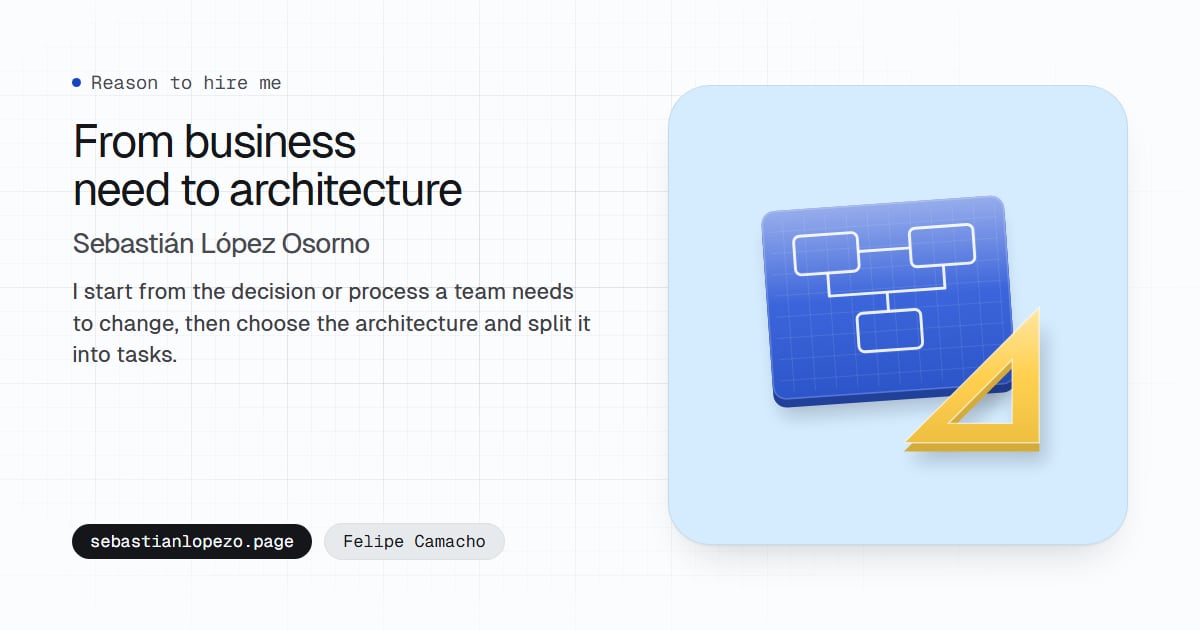 Reason to hire me
From business
need to architecture
Sebastián López Osorno
I start from the decision or process a team needs
to change, then choose the architecture and split it
into tasks.
sebastianlopezo.page
Felipe Camacho